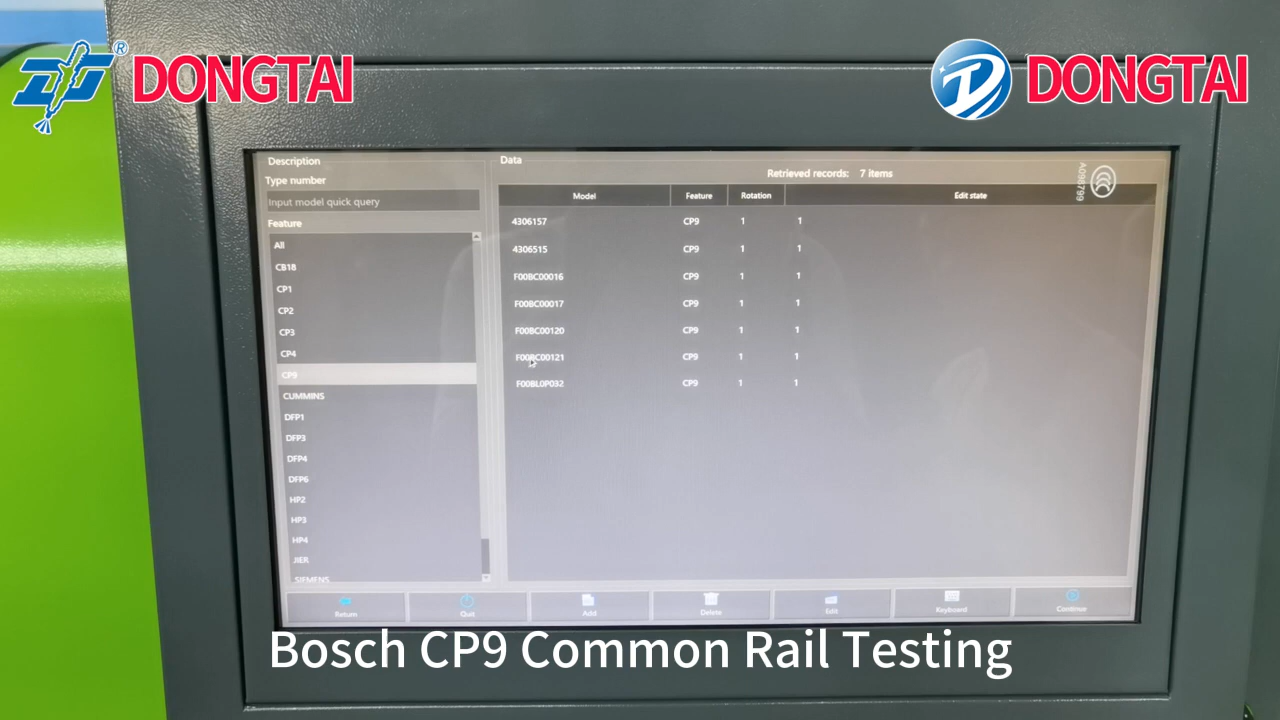 ® DONGTAI
DONGTAI
Description
Type number
Input model quick query
Feature
All
CB18
CP1
CP2
CP3
CP4
CP9
CUMMINS
DFP1
DFP3
DFP4
DFP6
HP2
HP3
HP4
JIER
SIEMENS
Data
Retrieved records: 7 items
A098799
Model Feature Rotation Edit state
4306157 CP9 1 1
4306515 CP9 1 1
F00BC00016 CP9 1 1
F00BC00017 CP9 1 1
F00BC00120 CP9 1 1
F00BC00121 CP9 1 1
F00BL0P032 CP9 1 1
Return Quit Add Delete Edit Keyboard Continue
Bosch CP9 Common Rail Testing